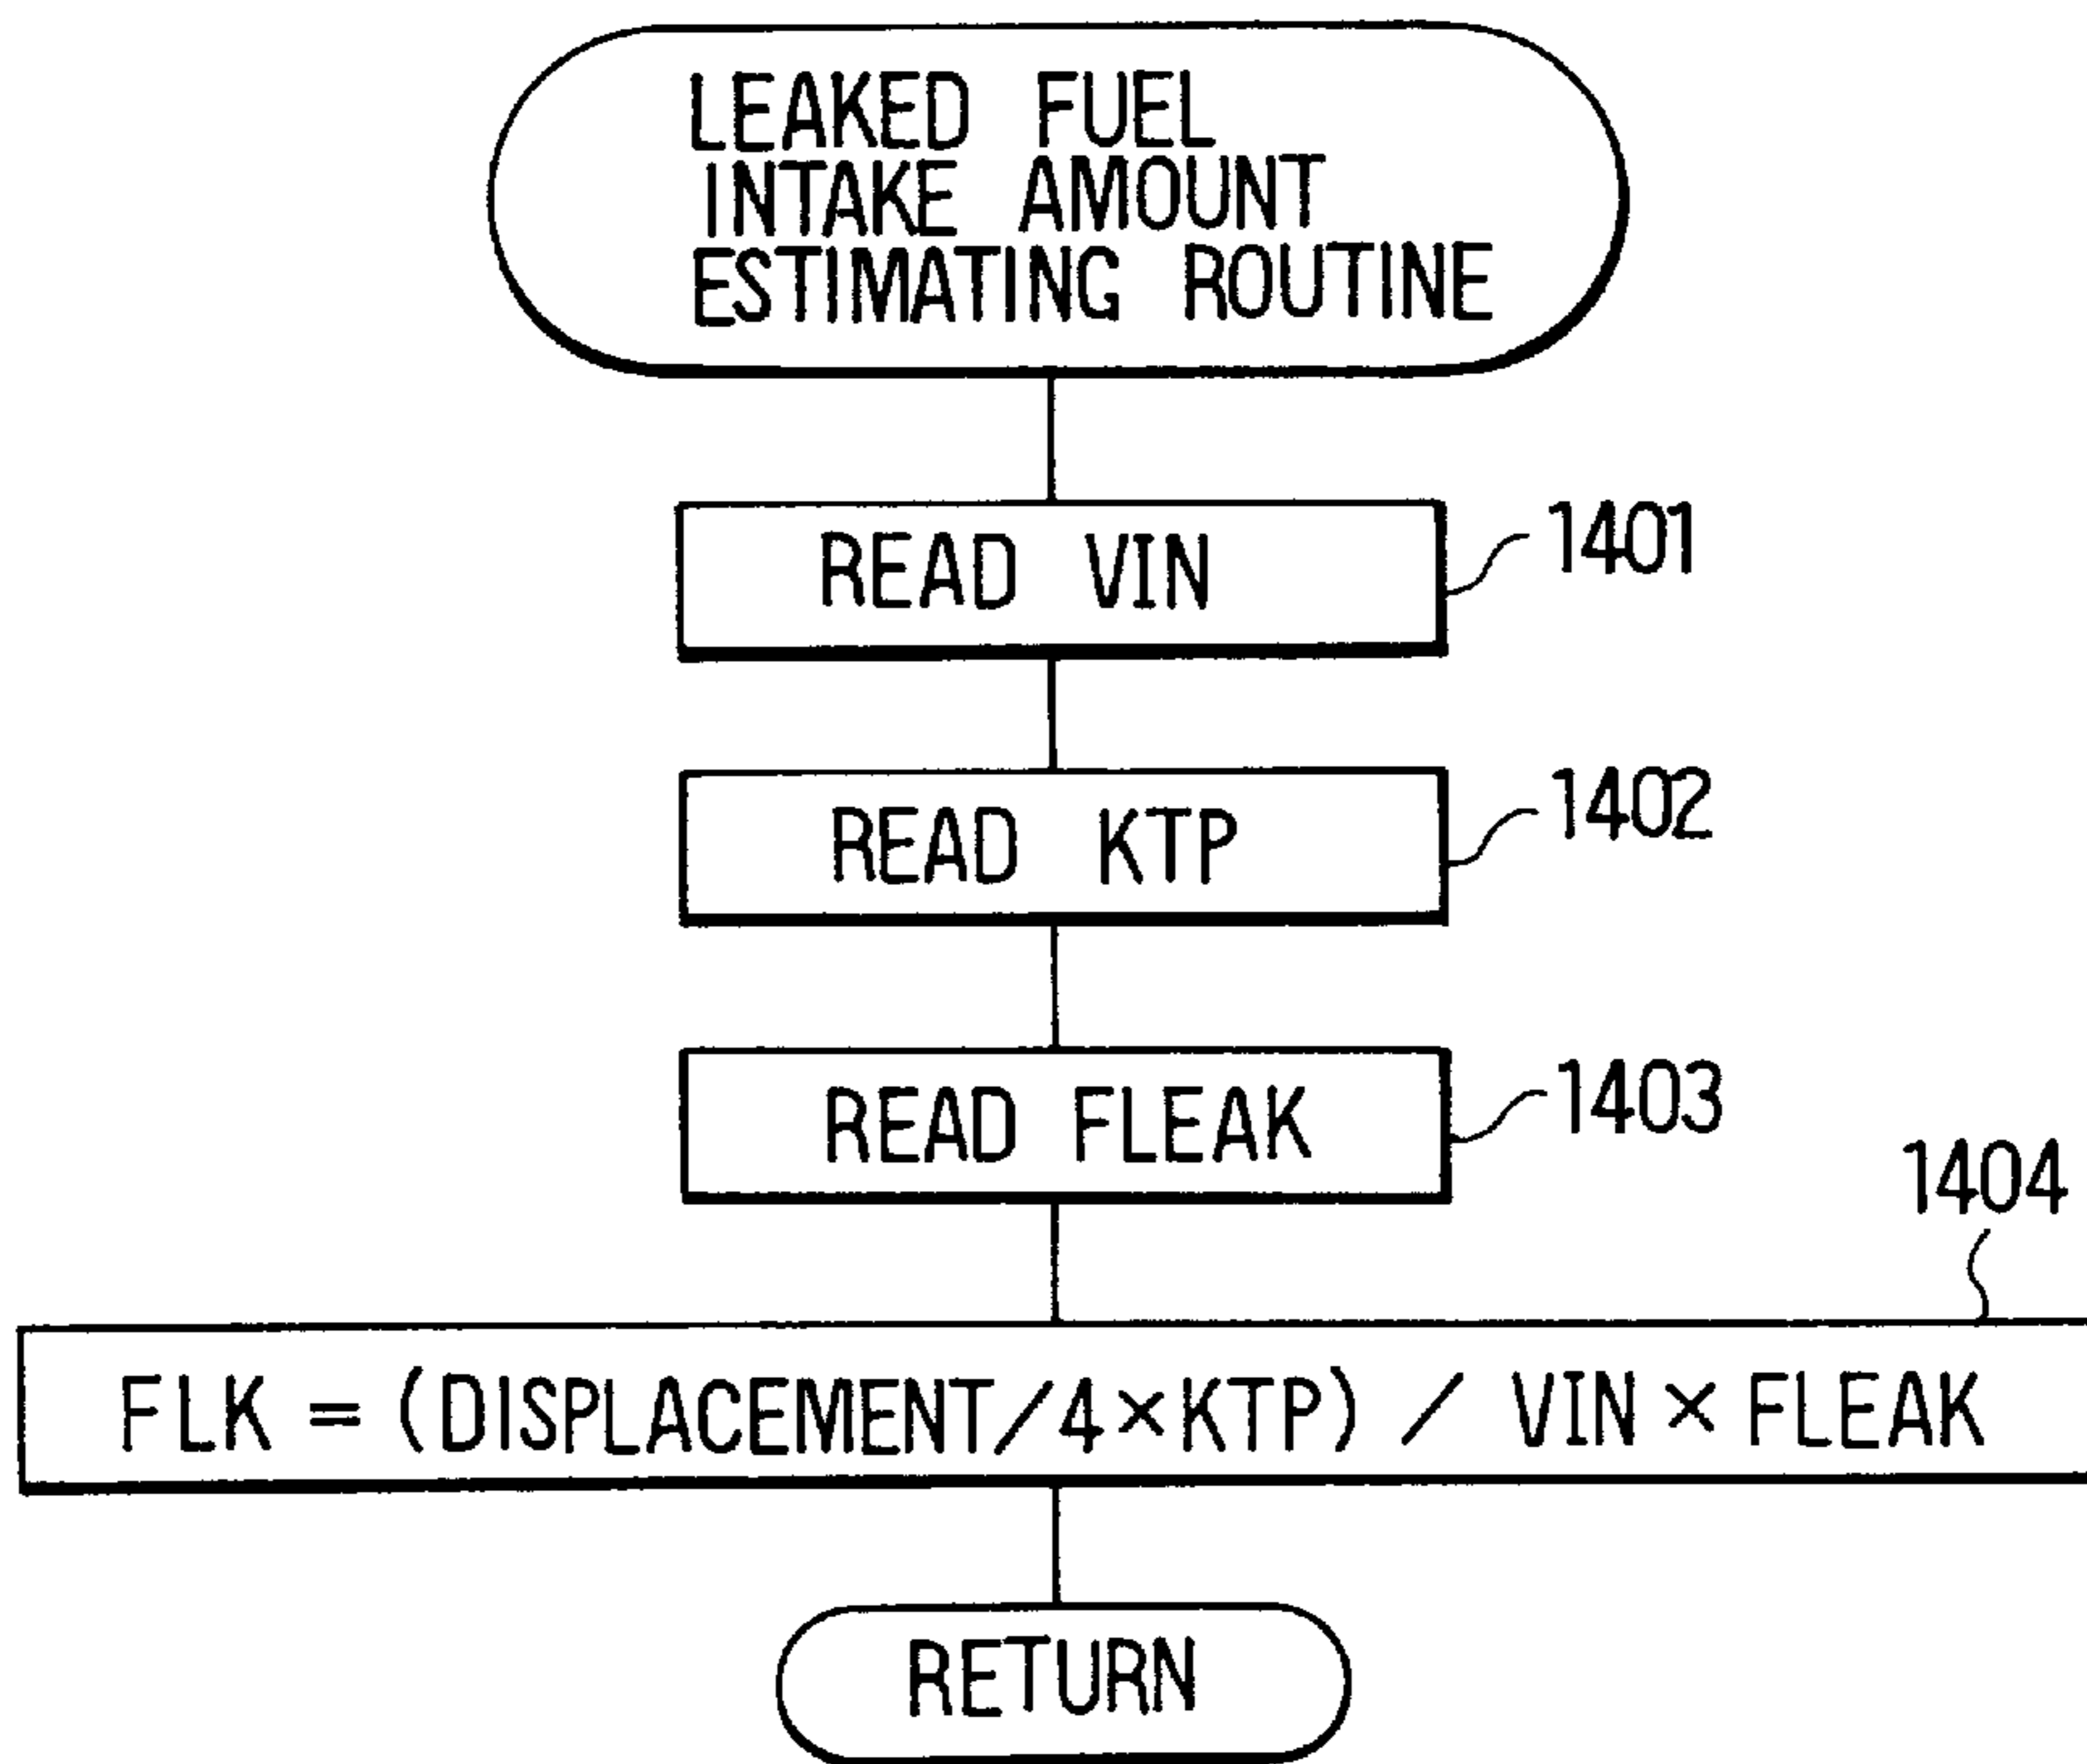 LEAKED FUEL
INTAKE AMOUNT
ESTIMATING ROUTINE
READ VIN
1401
READ KTP
1402
READ FLEAK
1403
1404
FLK = (DISPLACEMENT/4×KTP) / VIN × FLEAK
RETURN